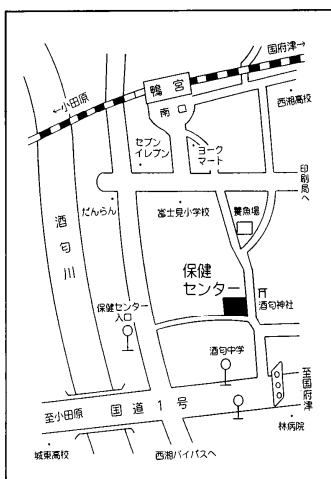 国府津→
鴨宮
←小田原
南口
西湘高校
セブン
イレブン
ヨーク
マート
印刷局へ
だんらん
富士見小学校
養魚場
酒匂川
保健
センター
酒匂神社
保健センター
入口
酒匂中学
至国府津
至小田原
国道1号
林病院
城東高校
西湘バイパスへ